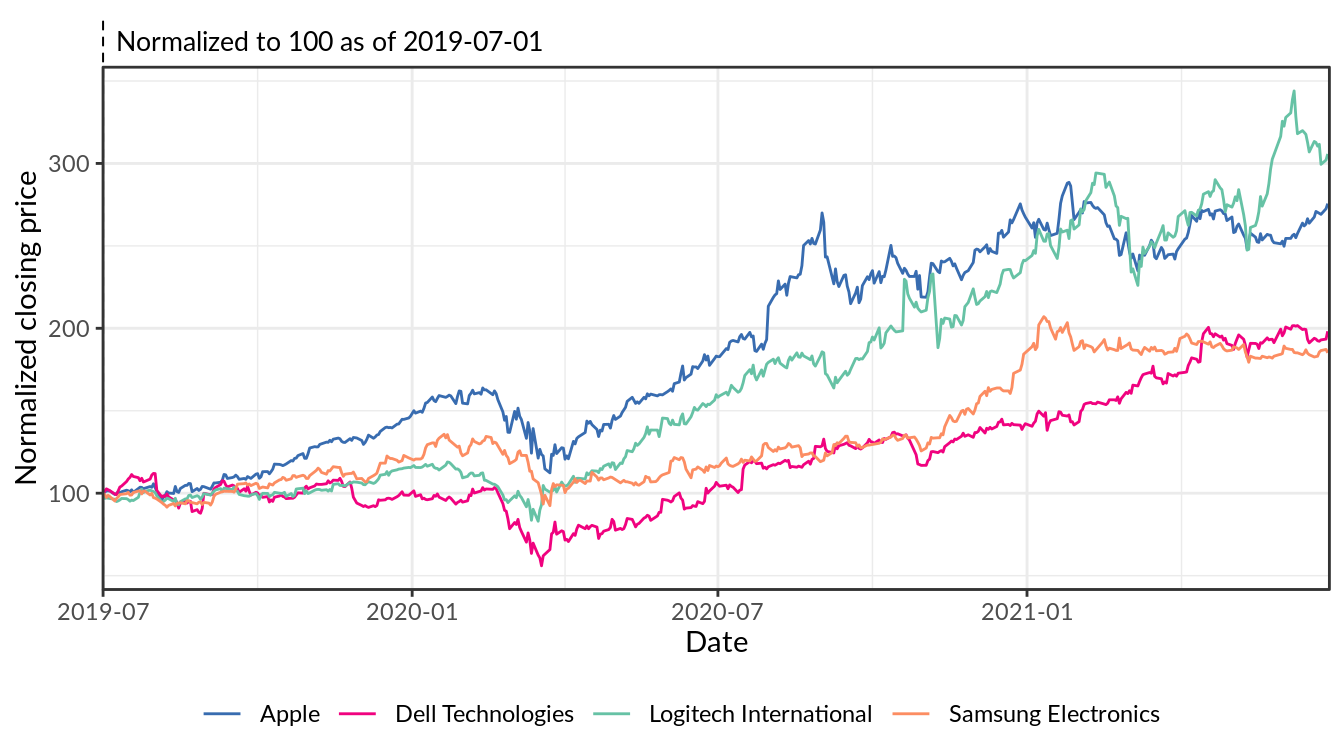 Normalized to 100 as of 2019-07-01
Normalized closing price
300
200
100
2019-07
2020-01
2020-07
2021-01
Date
Apple
Dell Technologies
Logitech International
Samsung Electronics